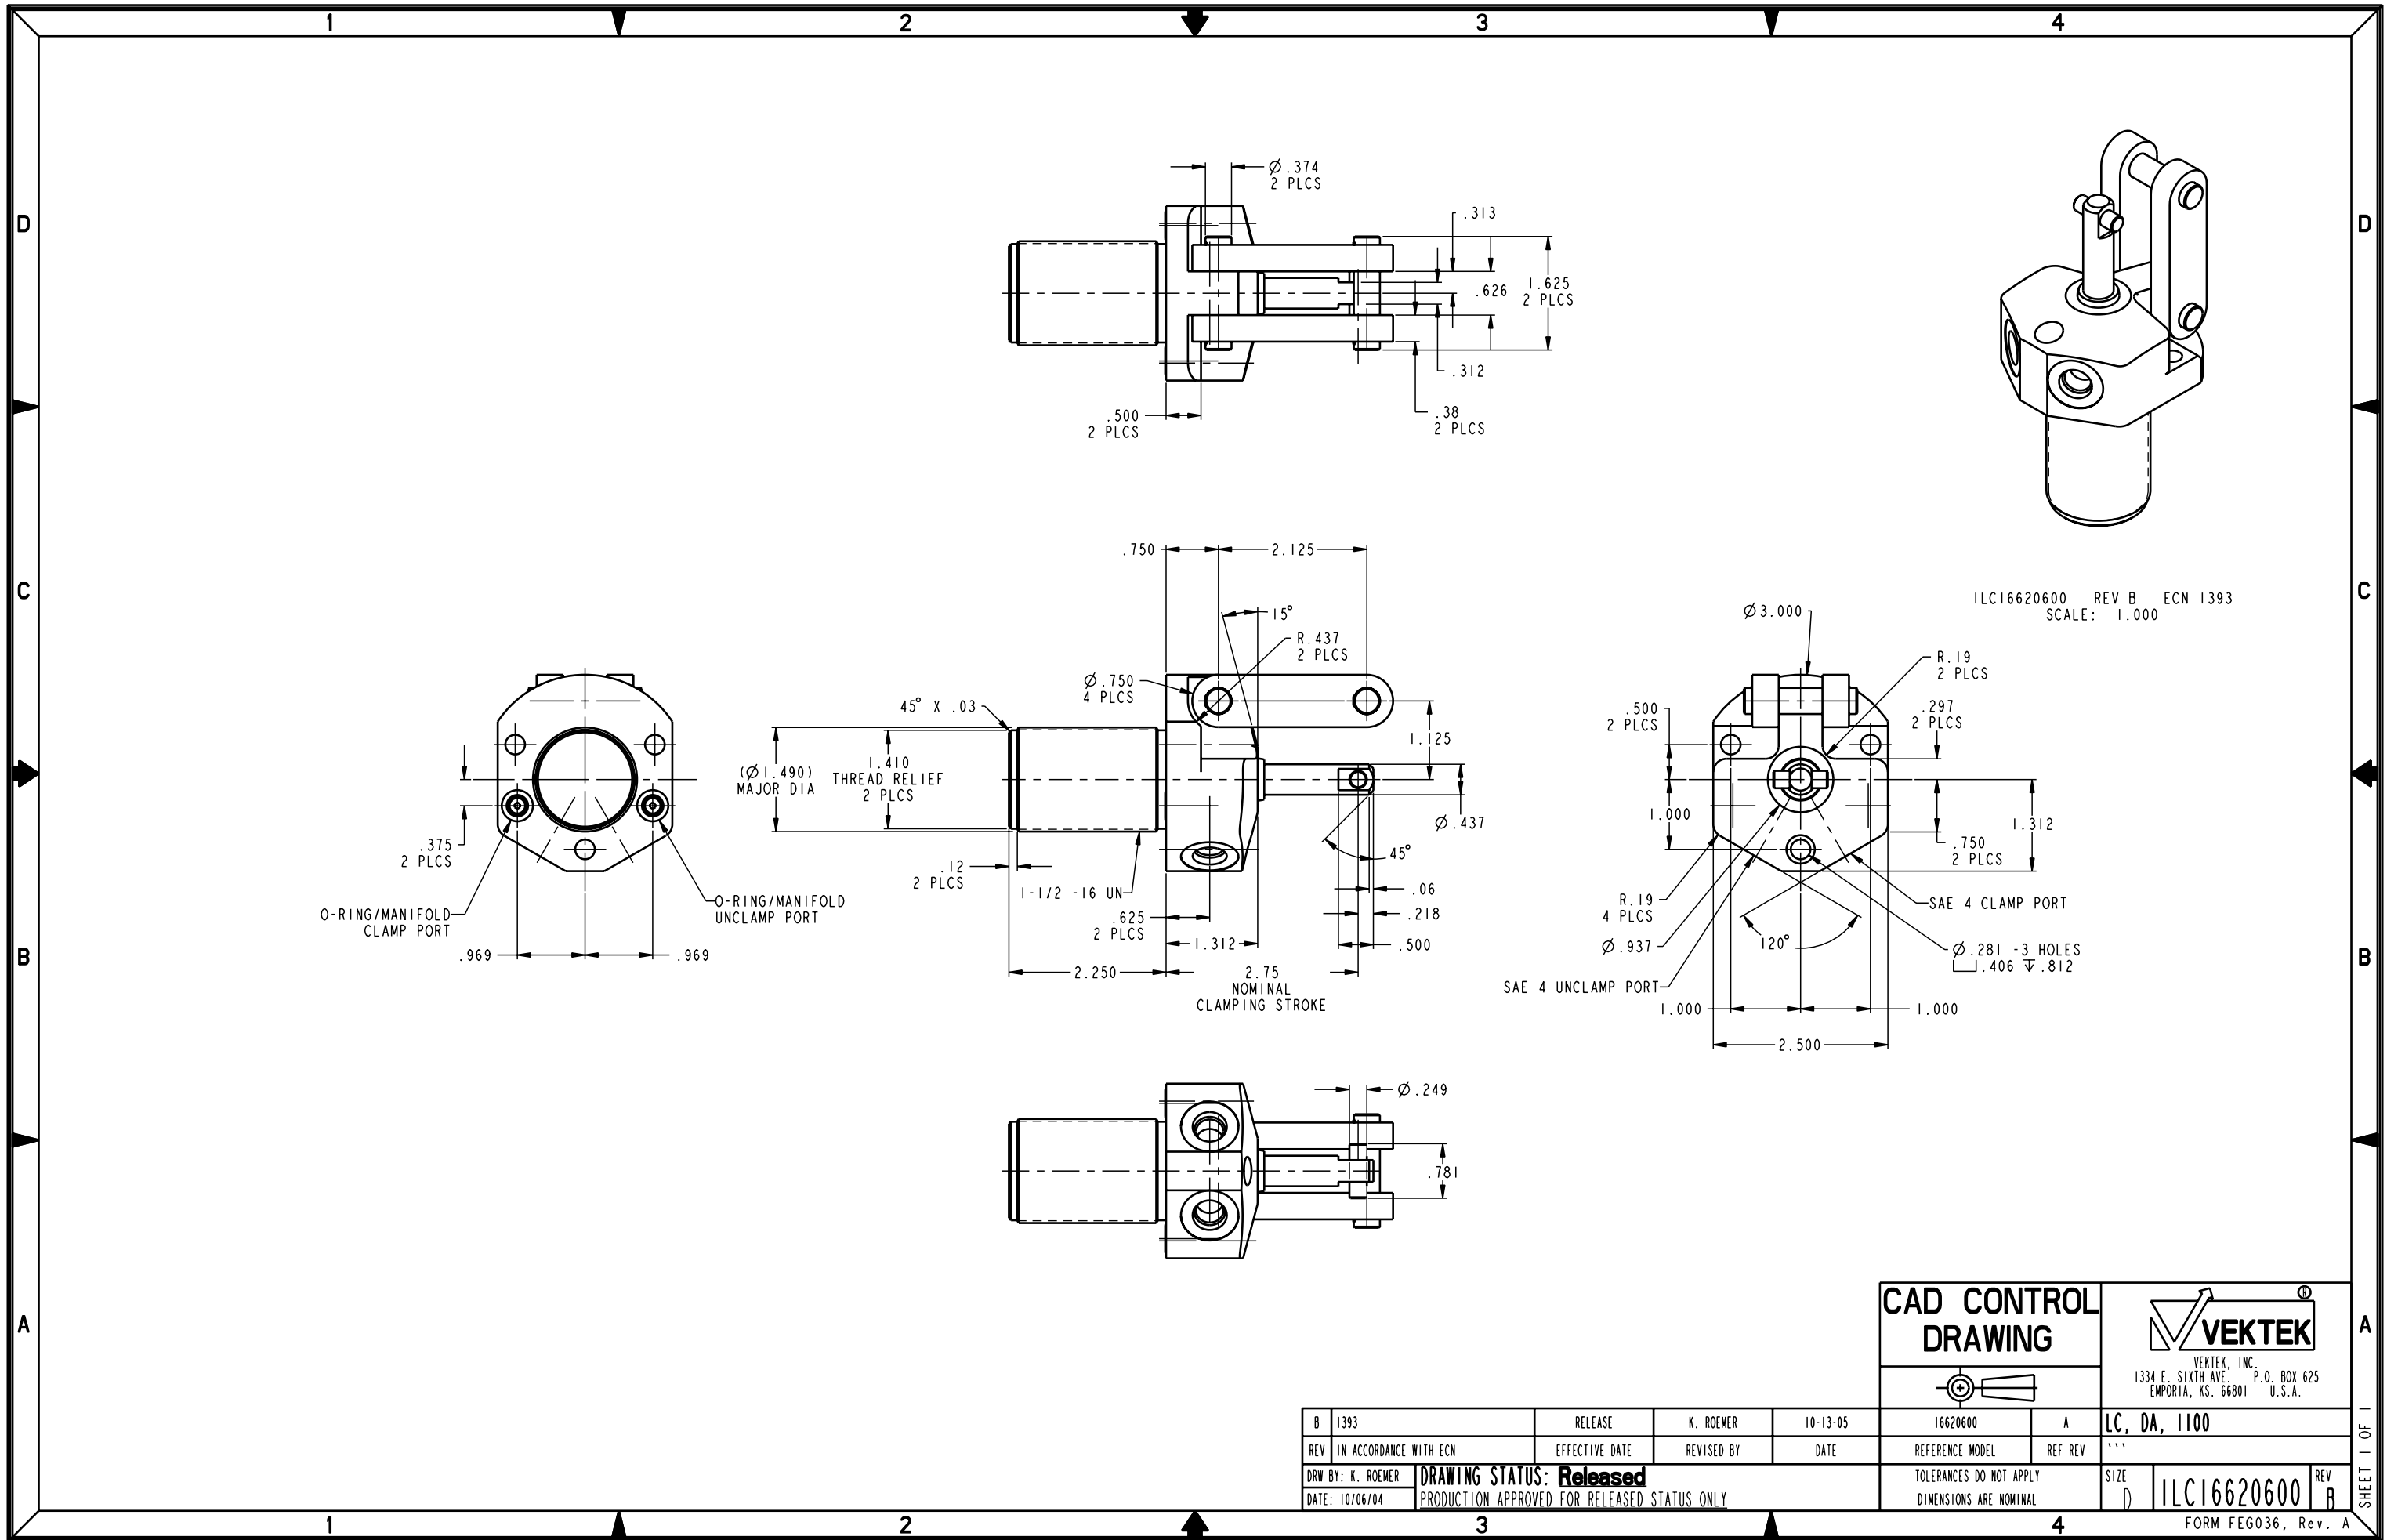 1
2
3
4
D
D
C
C
B
B
A
A
Ø.374
2 PLCS
.313
.626
1.625
2 PLCS
.312
.38
2 PLCS
.500
2 PLCS
ILC16620600 REV B ECN 1393
SCALE: 1.000
.750
2.125
15°
R.437
2 PLCS
Ø.750
4 PLCS
45° X .03
(Ø1.490)
MAJOR DIA
1.410
THREAD RELIEF
2 PLCS
1.125
Ø.437
45°
.06
.218
.500
.12
2 PLCS
1-1/2 -16 UN
.625
2 PLCS
1.312
2.250
2.75
NOMINAL
CLAMPING STROKE
.375
2 PLCS
O-RING/MANIFOLD
CLAMP PORT
O-RING/MANIFOLD
UNCLAMP PORT
.969
.969
Ø3.000
R.19
2 PLCS
.500
2 PLCS
.297
2 PLCS
1.000
1.312
.750
2 PLCS
R.19
4 PLCS
SAE 4 CLAMP PORT
Ø.937
120°
Ø.281 -3 HOLES
⌴.406 ↧.812
SAE 4 UNCLAMP PORT
1.000
1.000
2.500
Ø.249
.781
CAD CONTROL
DRAWING
®
VEKTEK
VEKTEK, INC.
1334 E. SIXTH AVE. P.O. BOX 625
EMPORIA, KS. 66801 U.S.A.
B 1393 RELEASE K. ROEMER 10-13-05 16620600 A LC, DA, 1100
REV IN ACCORDANCE WITH ECN EFFECTIVE DATE REVISED BY DATE REFERENCE MODEL REF REV ```
DRW BY: K. ROEMER
DATE: 10/06/04
DRAWING STATUS: Released
PRODUCTION APPROVED FOR RELEASED STATUS ONLY
TOLERANCES DO NOT APPLY
DIMENSIONS ARE NOMINAL
SIZE
D
ILC16620600
REV
B
SHEET 1 OF 1
1
2
3
4
FORM FEG036, Rev. A